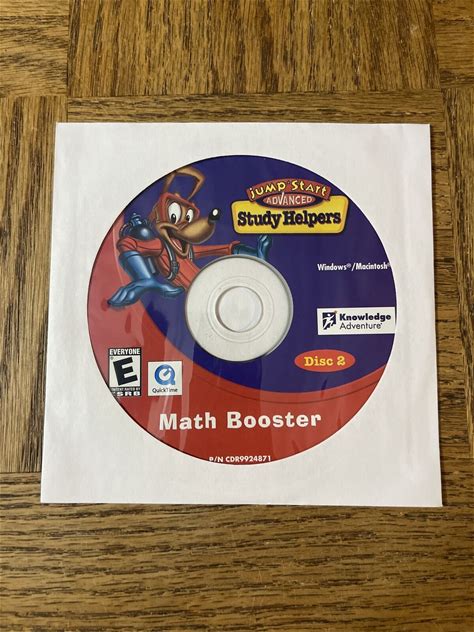 Jump Start
ADVANCED
Study Helpers
Windows®/Macintosh®
Knowledge
Adventure®
Disc 2
EVERYONE
E
ESRB
QuickTime
Math Booster
P/N CDR9924871